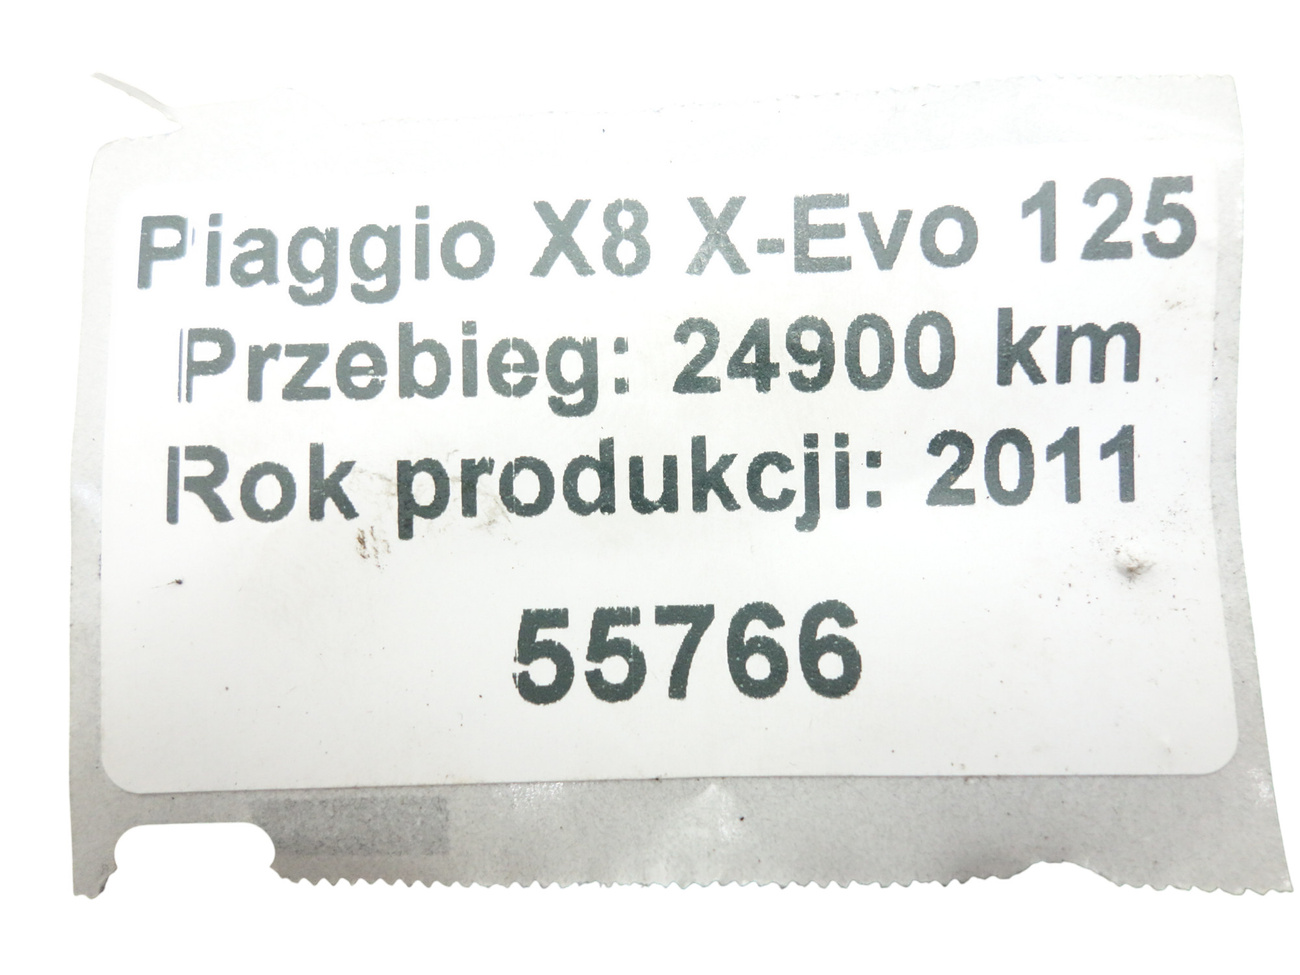 Piaggio X8 X-Evo 125
Przebieg: 24900 km
Rok produkcji: 2011
55766